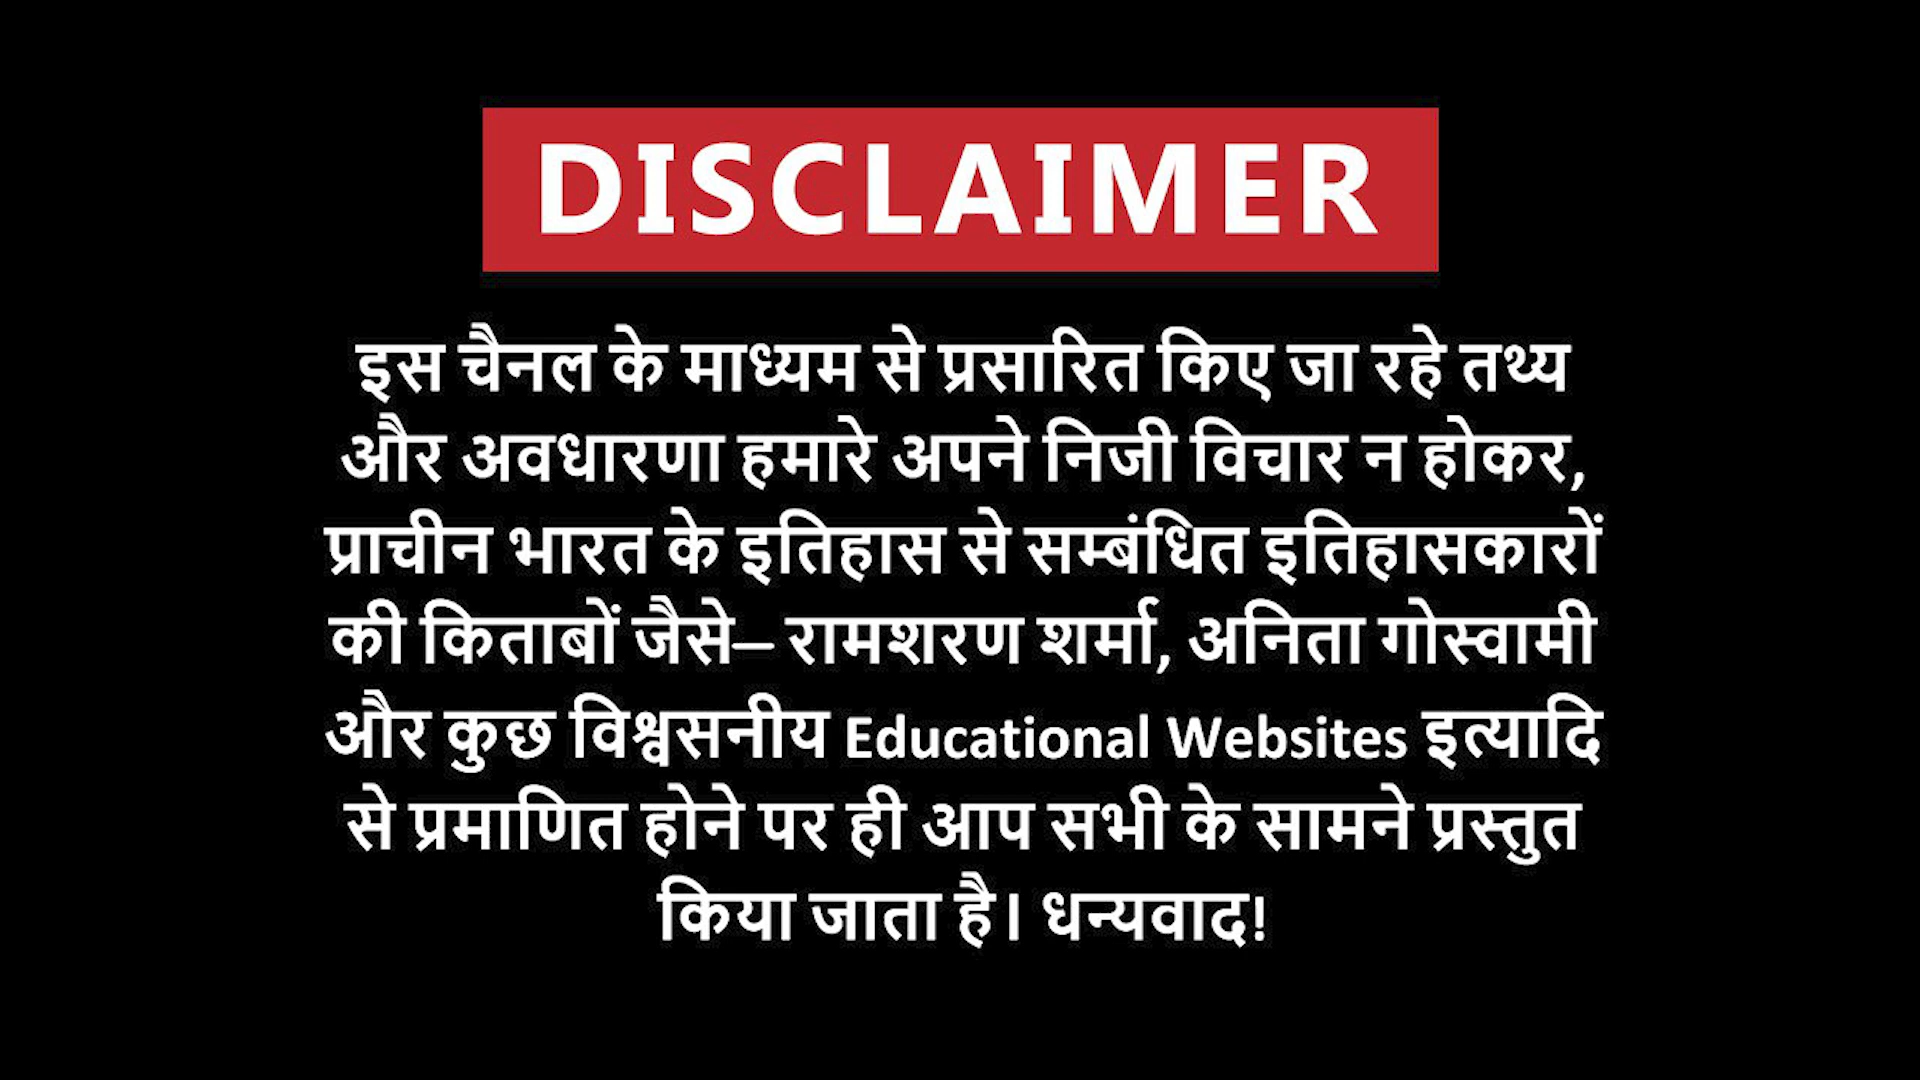 DISCLAIMER
इस चैनल के माध्यम से प्रसारित किए जा रहे तथ्य
और अवधारणा हमारे अपने निजी विचार न होकर,
प्राचीन भारत के इतिहास से सम्बंधित इतिहासकारों
की किताबों जैसे– रामशरण शर्मा, अनिता गोस्वामी
और कुछ विश्वसनीय Educational Websites इत्यादि
से प्रमाणित होने पर ही आप सभी के सामने प्रस्तुत
किया जाता है। धन्यवाद!